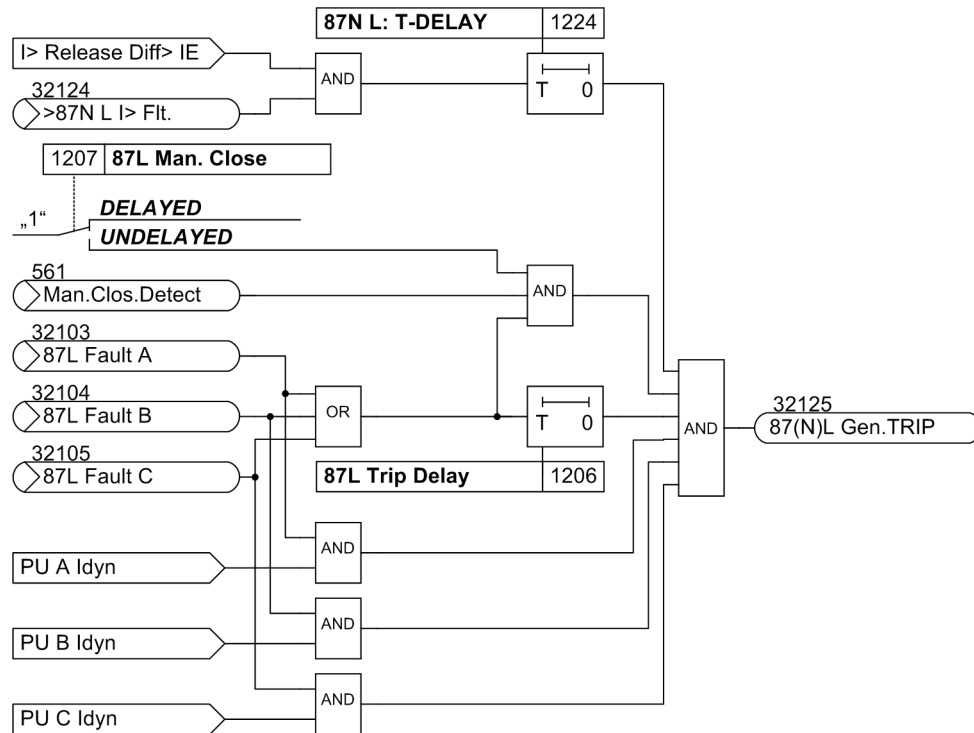 87N L: T-DELAY 1224
I> Release Diff> IE
AND
T 0
32124
>87N L I> Flt.
1207 87L Man. Close
„1“
DELAYED
UNDELAYED
561
Man.Clos.Detect
AND
32103
87L Fault A
32104
87L Fault B
OR
T 0
AND
32125
87(N)L Gen.TRIP
32105
87L Fault C
87L Trip Delay 1206
AND
PU A Idyn
AND
PU B Idyn
AND
PU C Idyn